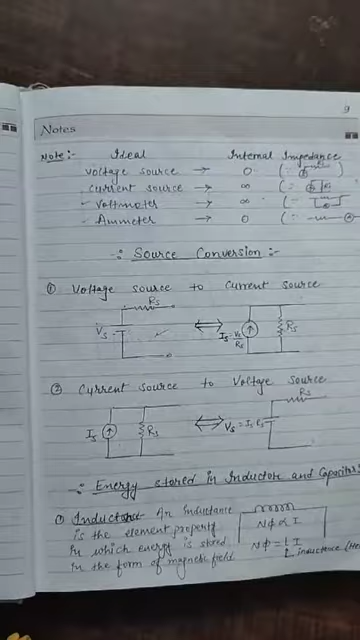 9
Notes
Note:- Ideal Internal Impedance
Voltage source → 0
Current source → ∞
Voltmeter → ∞
Ammeter → 0
:- Source Conversion :-
① Voltage source to current source
Rs
Vs
Is = Vs/Rs
Rs
② Current source to Voltage source
Rs
Is
Rs
Vs = Is Rs
:- Energy stored in Inductor and Capacitor:
① Inductor:- An Inductance
is the element property
in which energy is stored
in the form of magnetic field
Nφ ∝ I
Nφ = L I
L inductance (He